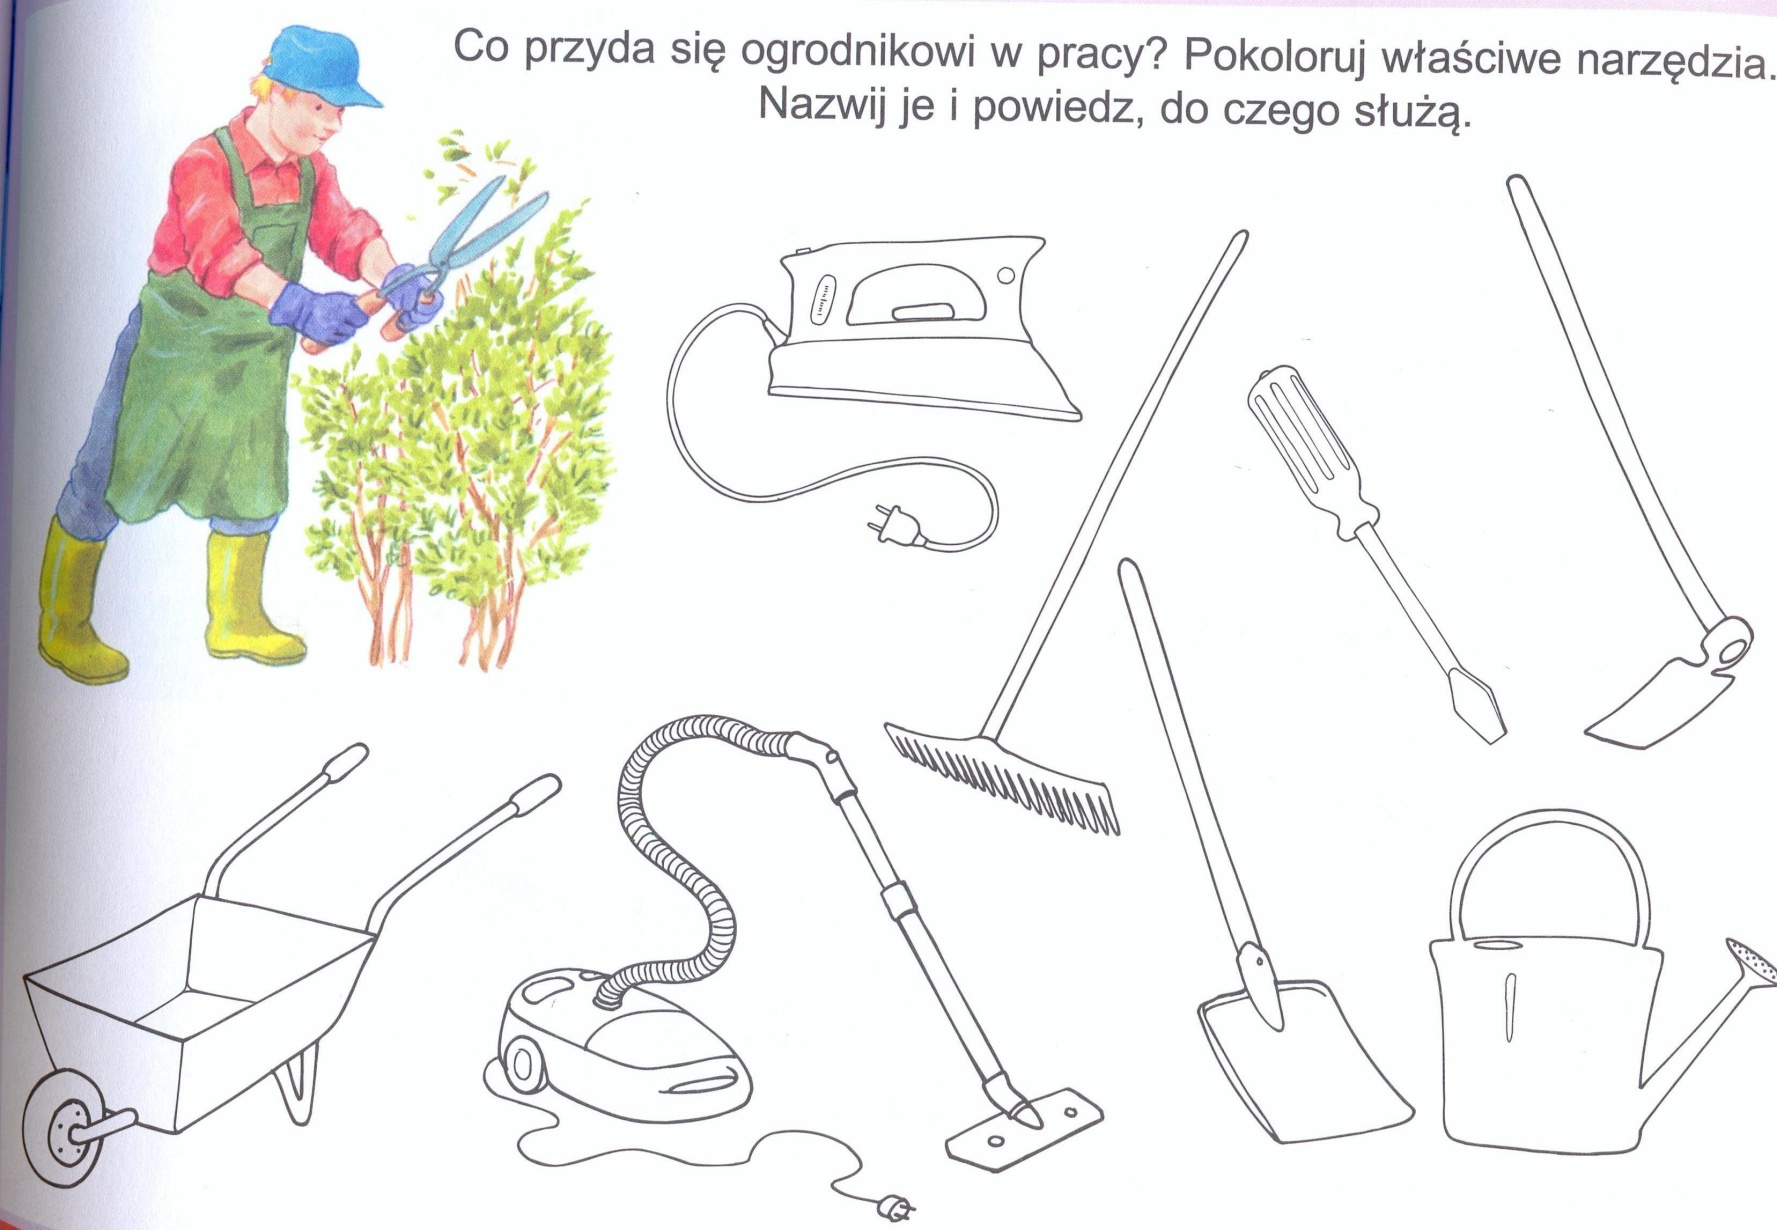 Co przyda się ogrodnikowi w pracy? Pokoloruj właściwe narzędzia.
Nazwij je i powiedz, do czego służą.